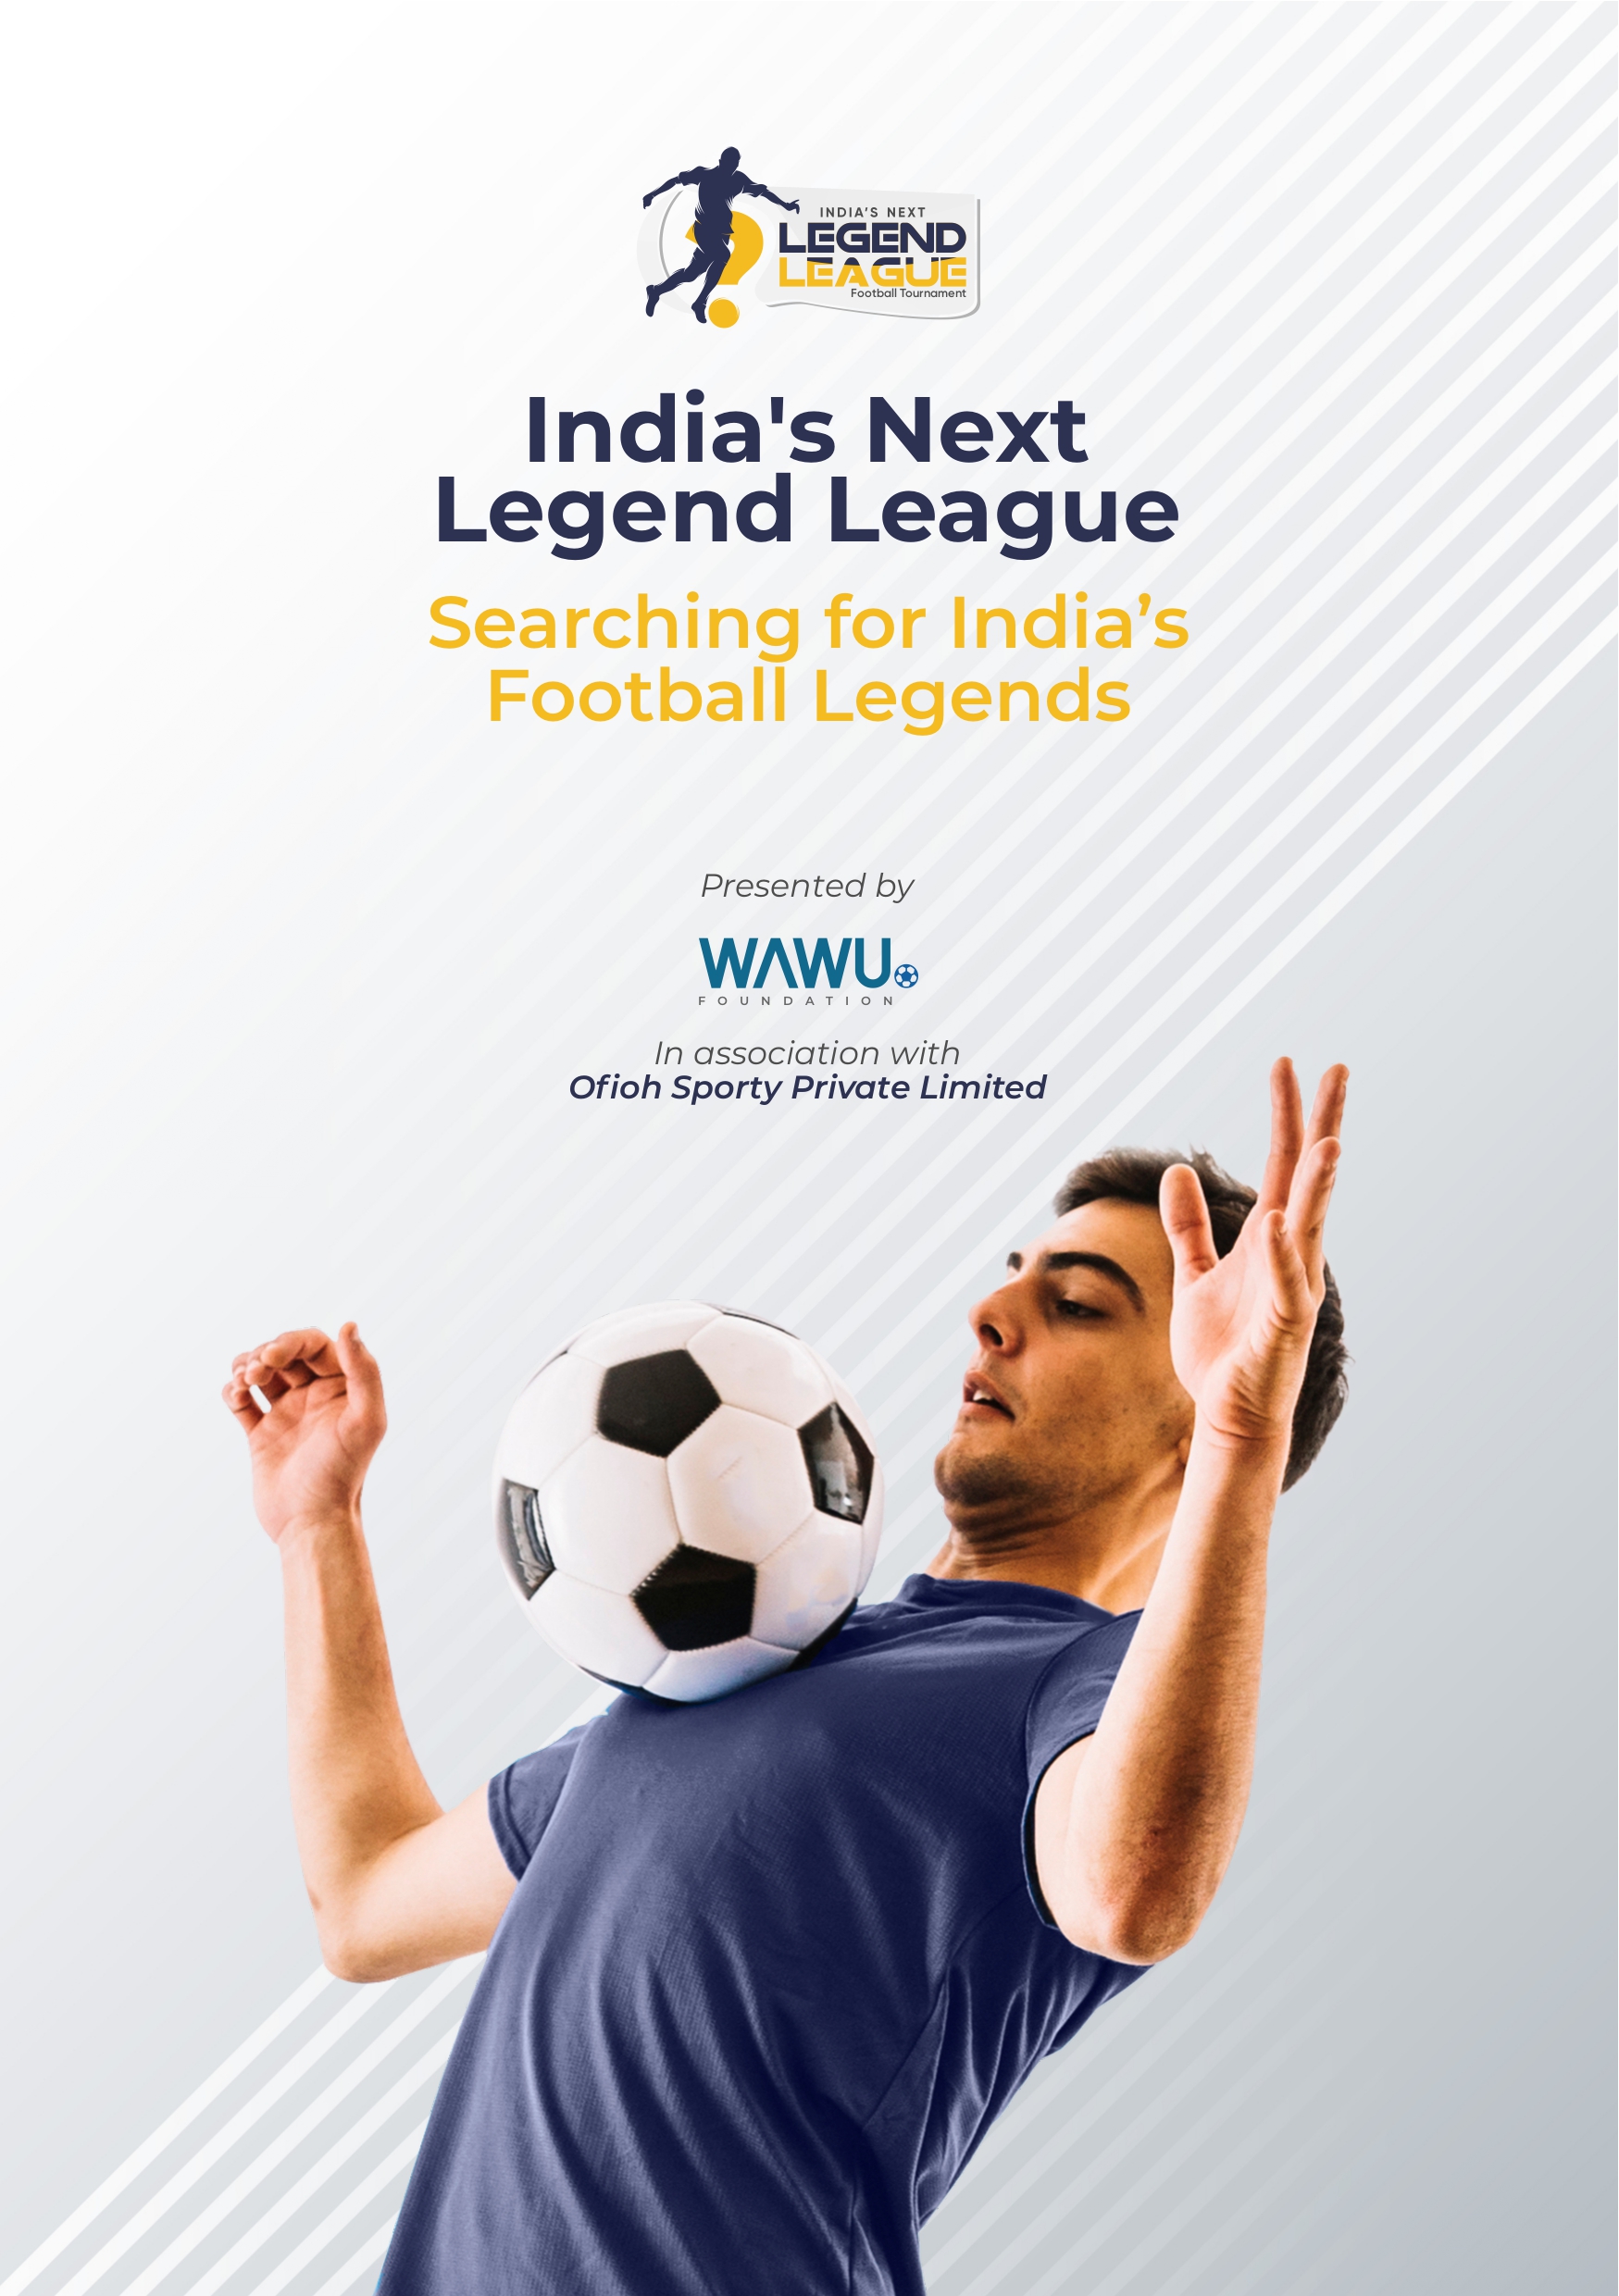 INDIA'S NEXT
LEGEND
LEAGUE
Football Tournament
India's Next
Legend League
Searching for India’s
Football Legends
Presented by
WAWU
FOUNDATION
In association with
Ofioh Sporty Private Limited